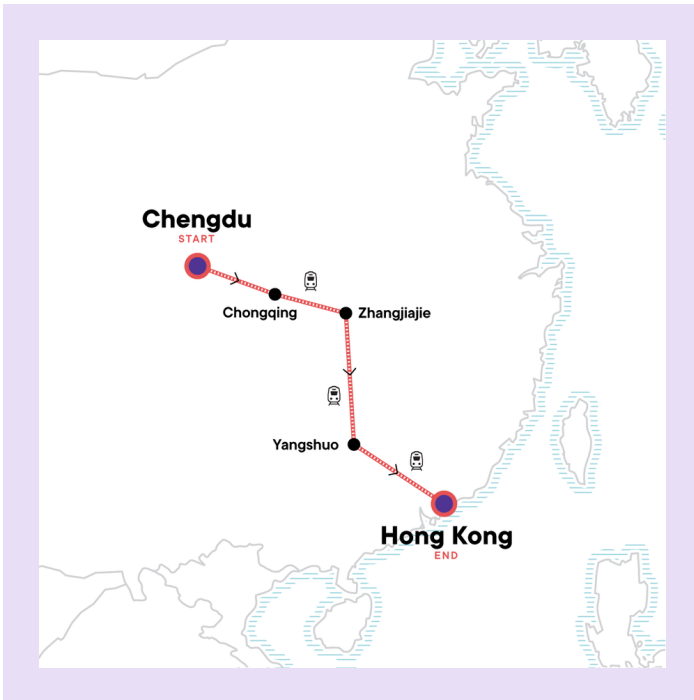 Chengdu
START
Chongqing
Zhangjiajie
Yangshuo
Hong Kong
END